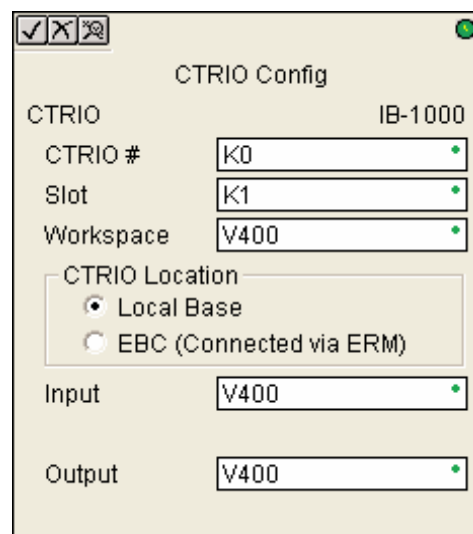 CTRIO Config
CTRIO IB-1000
CTRIO # K0
Slot K1
Workspace V400
CTRIO Location
Local Base
EBC (Connected via ERM)
Input V400
Output V400